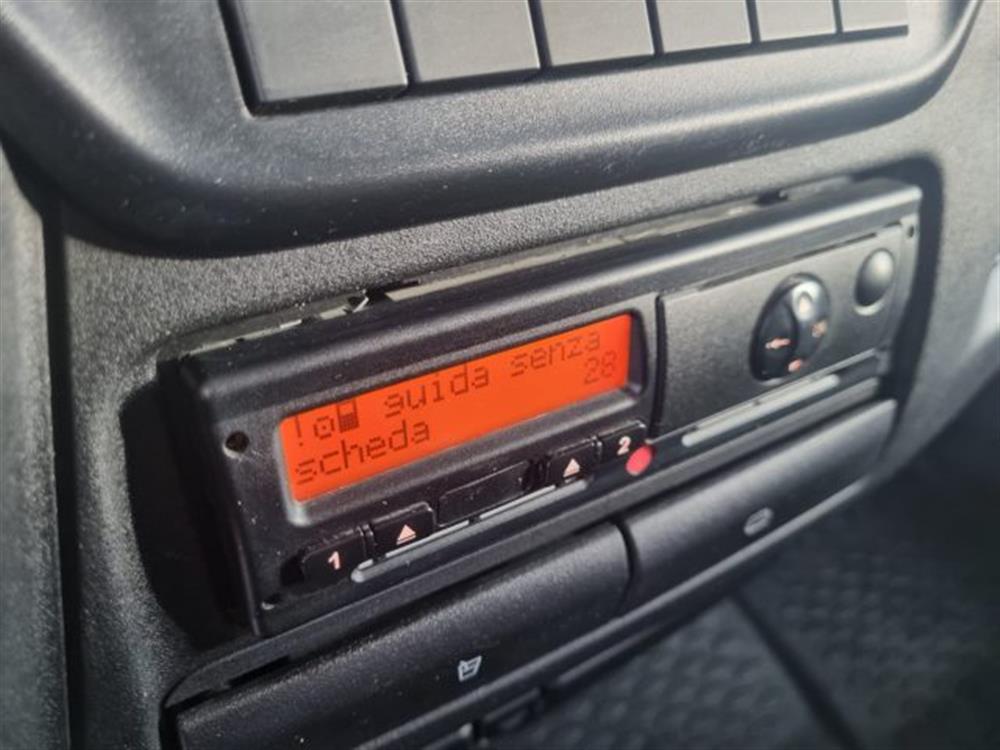 ! guida senza
scheda 28
1 2